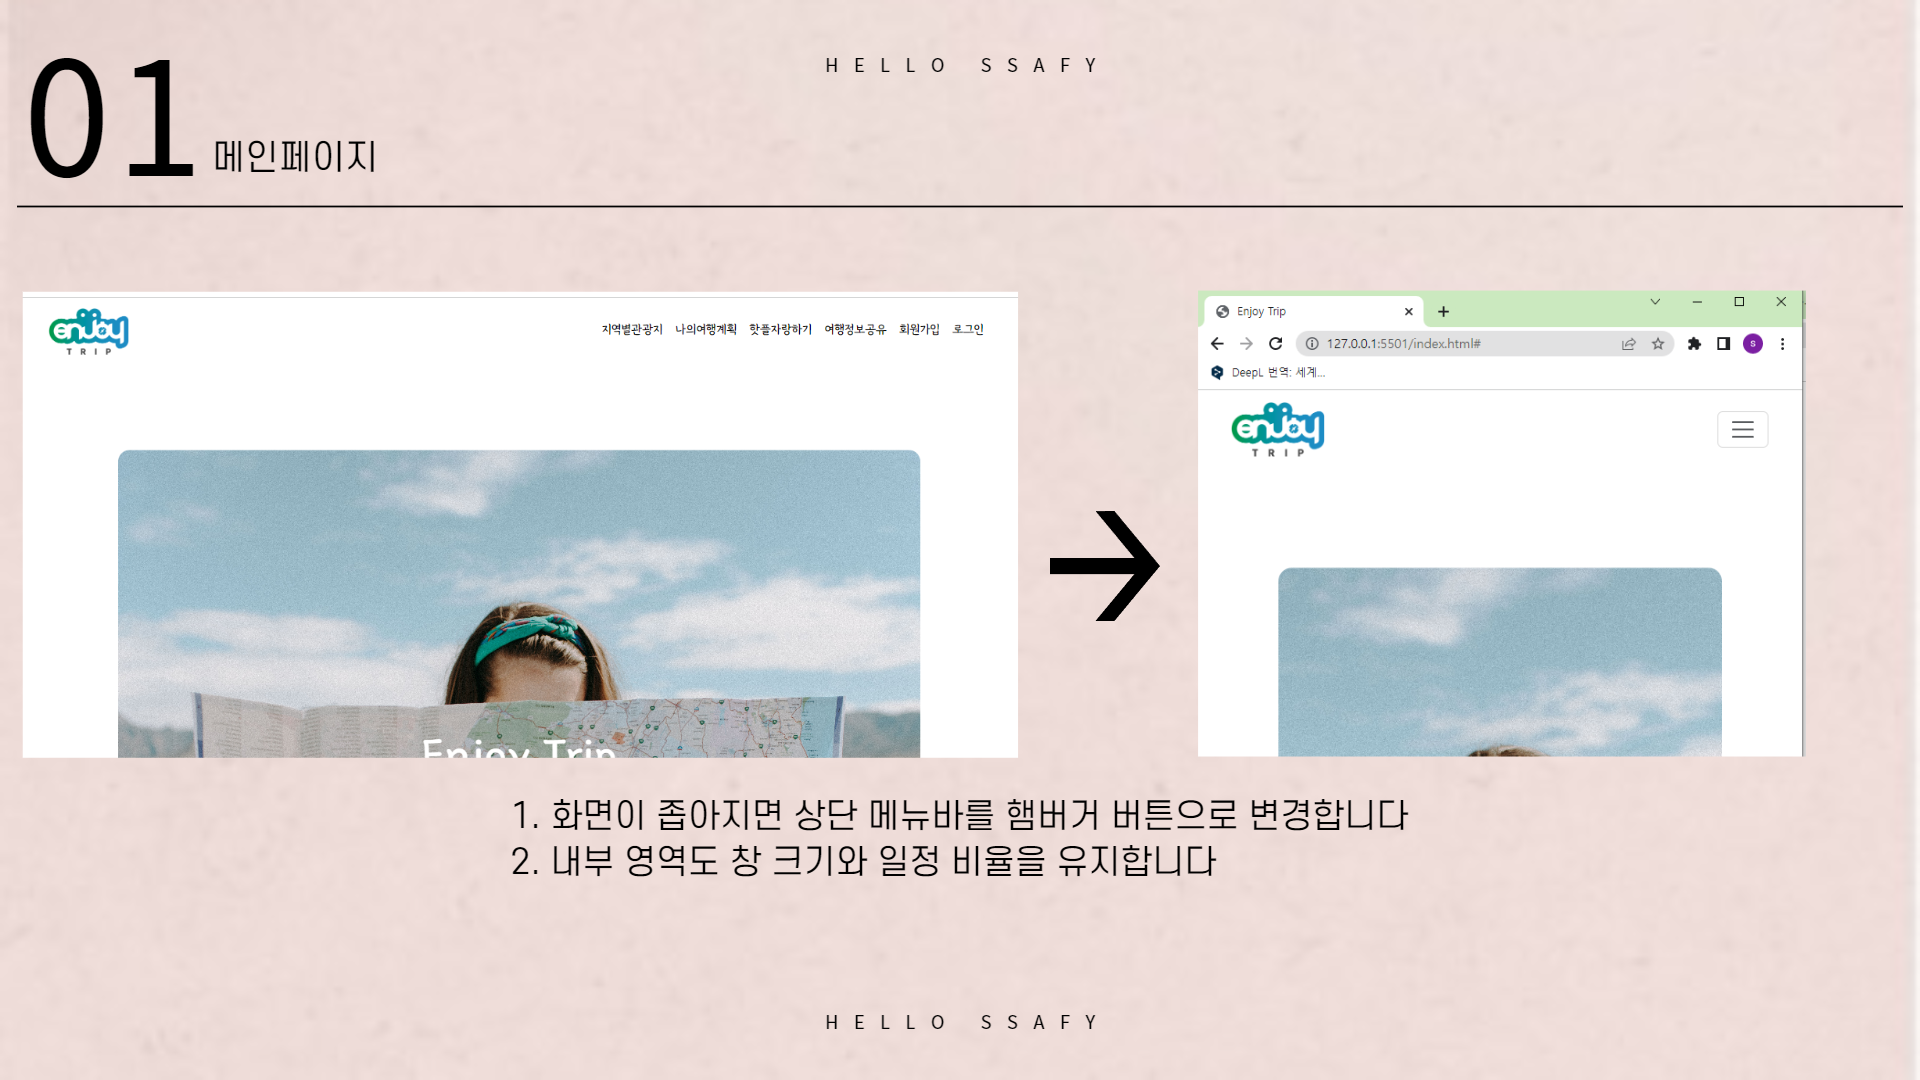 HELLO SSAFY
01 메인페이지
enjoy
TRIP
지역별관광지 나의여행계획 핫플자랑하기 여행정보공유 회원가입 로그인
Enjoy Trip
Enjoy Trip
127.0.0.1:5501/index.html#
S
DeepL 번역: 세계...
enjoy
TRIP
1. 화면이 좁아지면 상단 메뉴바를 햄버거 버튼으로 변경합니다
2. 내부 영역도 창 크기와 일정 비율을 유지합니다
HELLO SSAFY